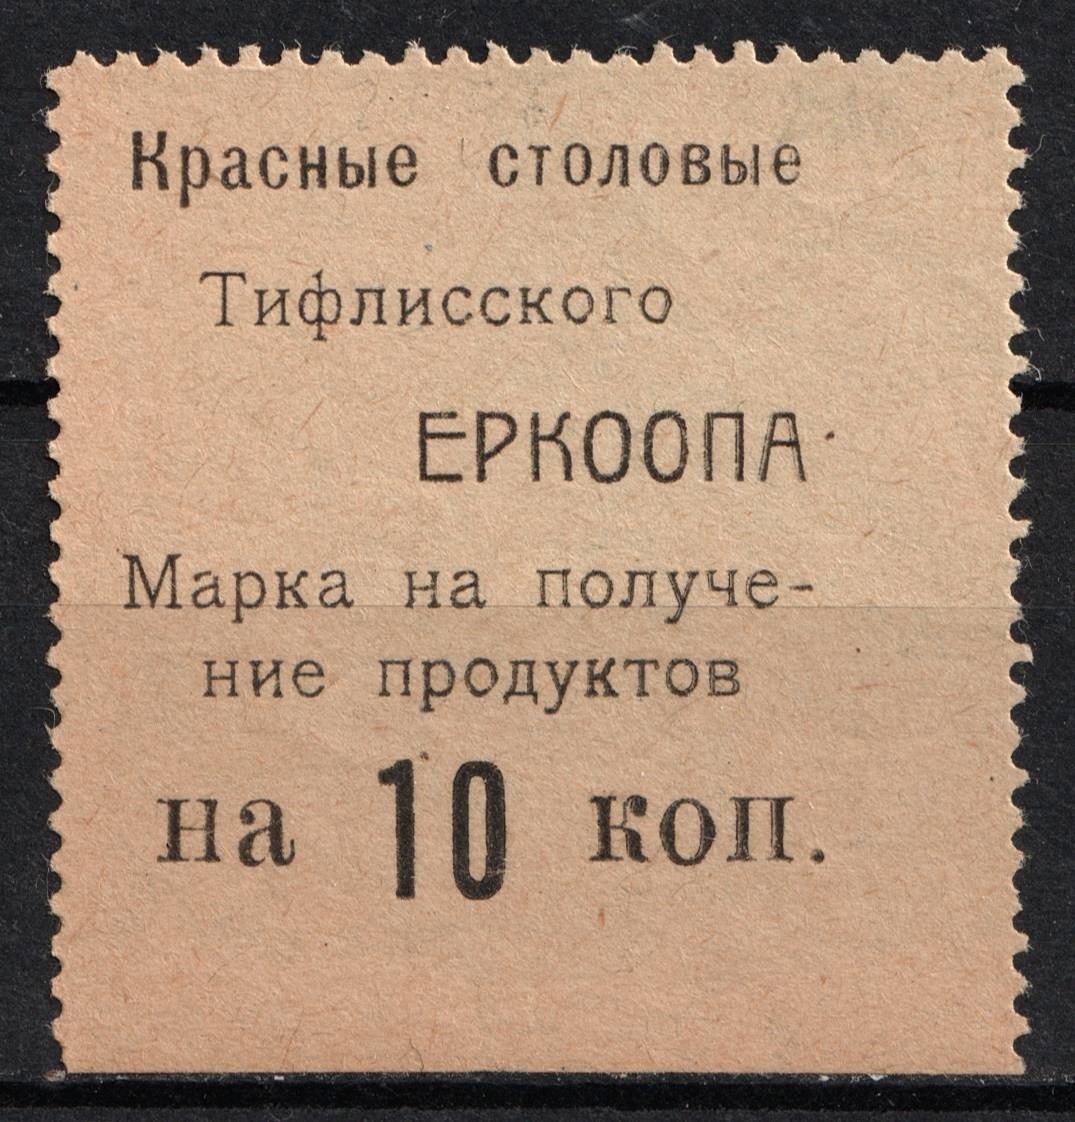 Красные столовые
Тифлисского
ЕРКООПА
Марка на получе-
ние продуктов
на 10 коп.